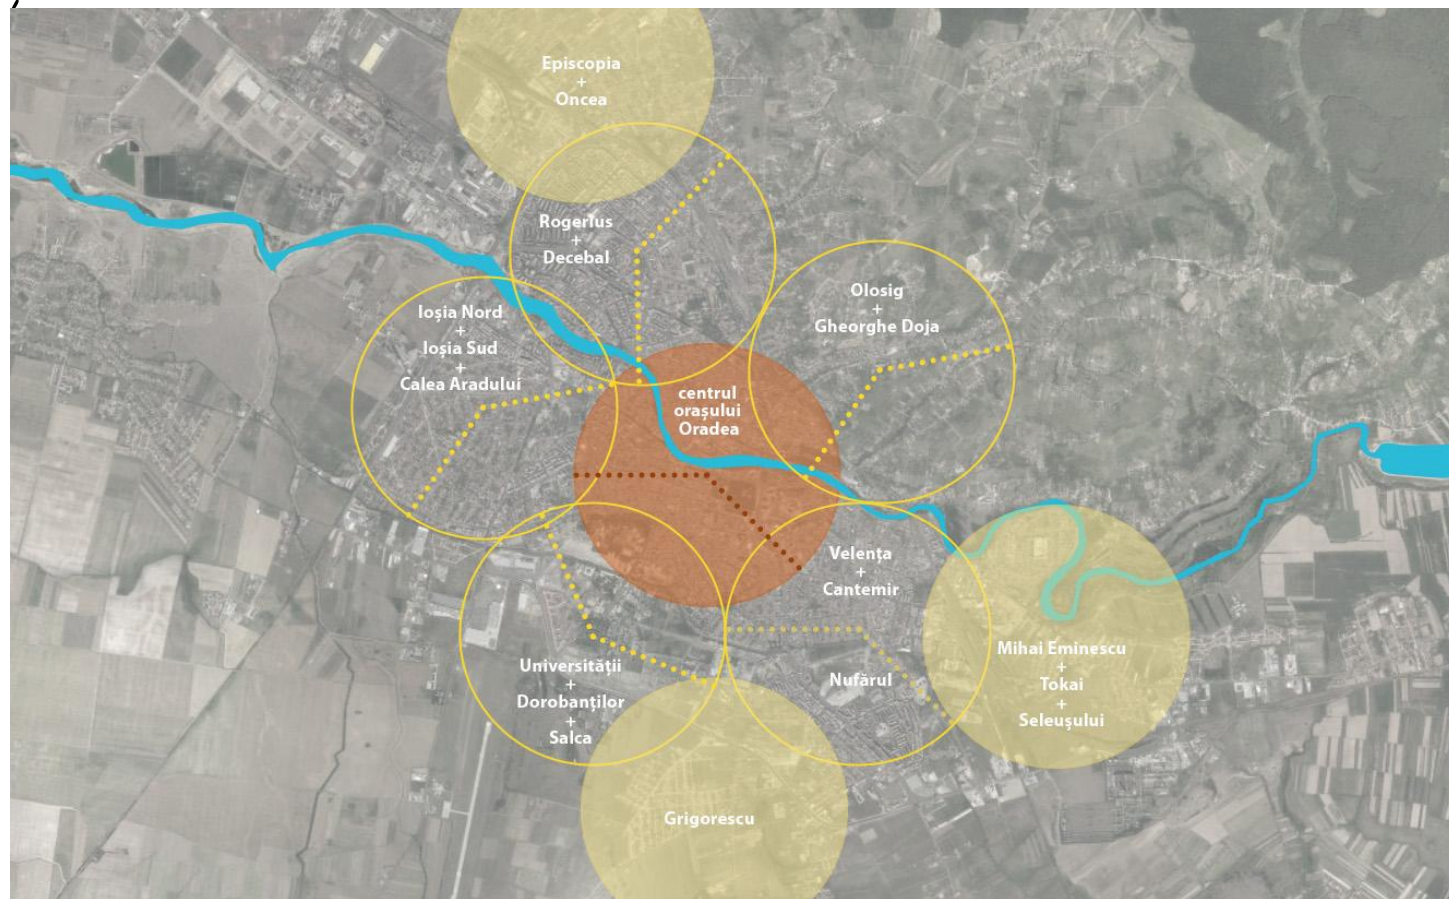 Episcopia
+
Oncea
Rogerius
+
Decebal
Olosig
+
Gheorghe Doja
Ioșia Nord
+
Ioșia Sud
+
Calea Aradului
centrul
orașului
Oradea
Velența
+
Cantemir
Mihai Eminescu
+
Tokai
+
Seleușului
Universității
+
Dorobanților
+
Salca
Nufărul
Grigorescu